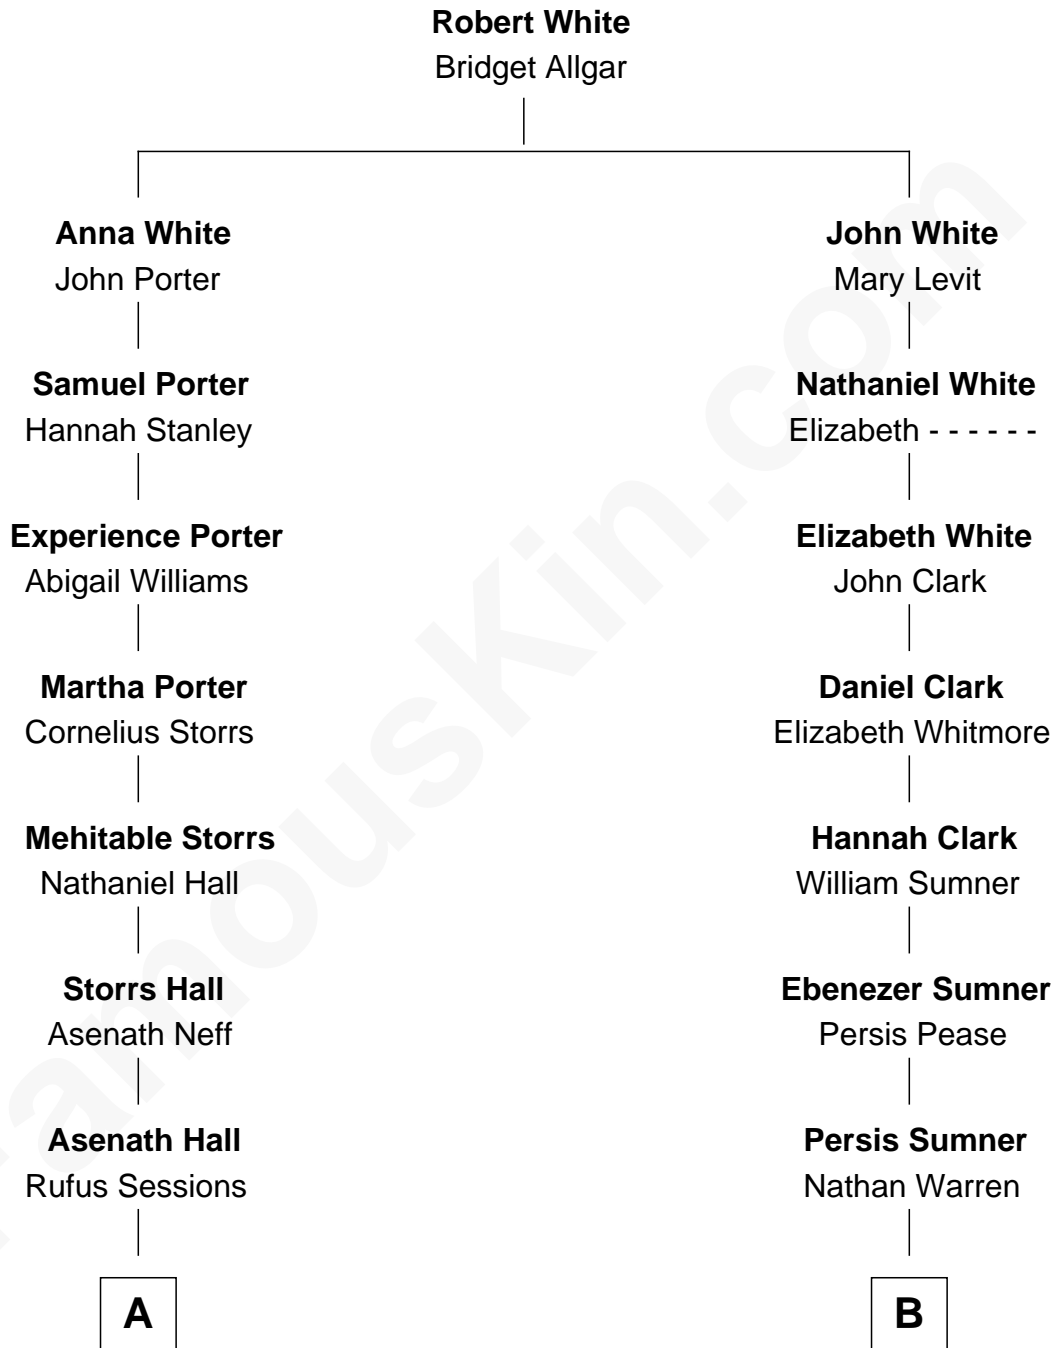 Robert White
Bridget Allgar
Anna White
John Porter
John White
Mary Levit
Samuel Porter
Hannah Stanley
Nathaniel White
Elizabeth - - - - - -
Experience Porter
Abigail Williams
Elizabeth White
John Clark
Martha Porter
Cornelius Storrs
Daniel Clark
Elizabeth Whitmore
Mehitable Storrs
Nathaniel Hall
Hannah Clark
William Sumner
Storrs Hall
Asenath Neff
Ebenezer Sumner
Persis Pease
Asenath Hall
Rufus Sessions
Persis Sumner
Nathan Warren
A
B
FamousKin.com